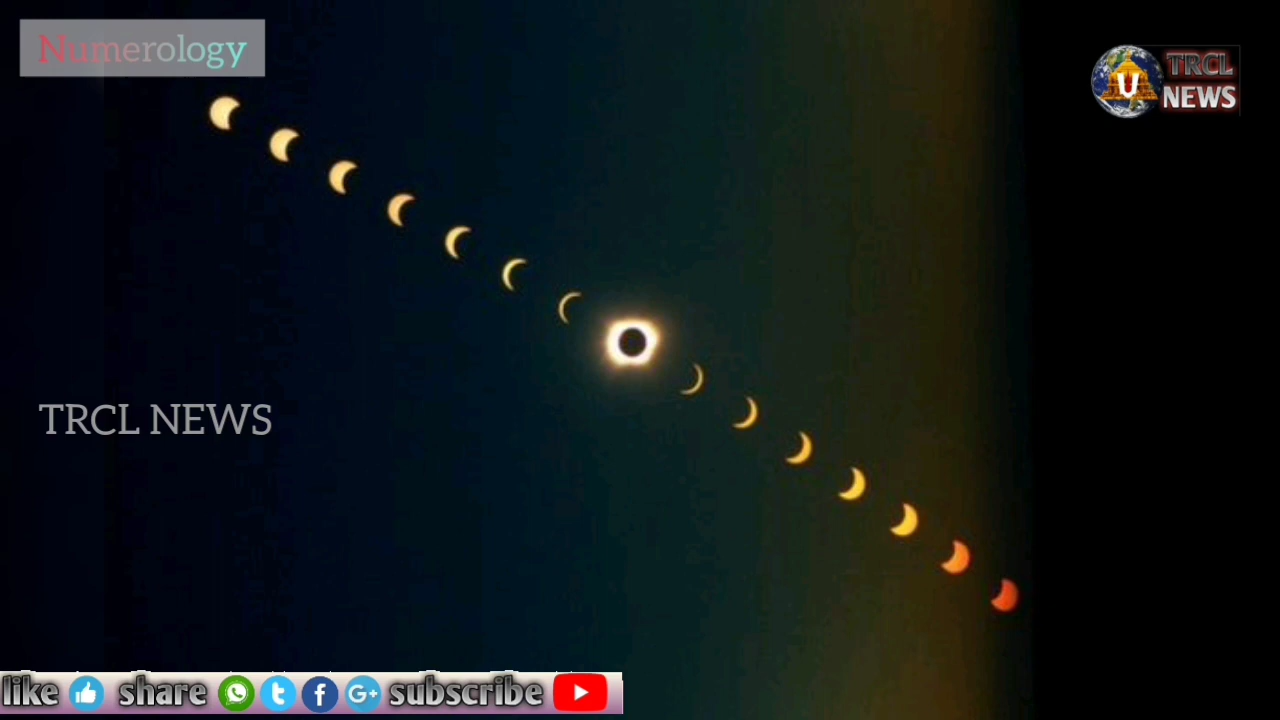 Numerology
TRCL
NEWS
U
TRCL NEWS
like share subscribe